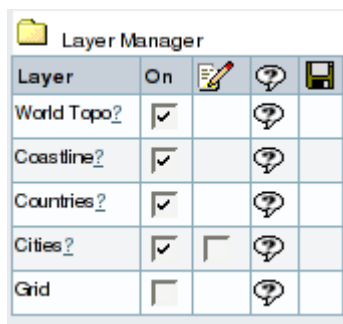 Layer Manager
Layer On
World Topo?
Coastline?
Countries?
Cities?
Grid